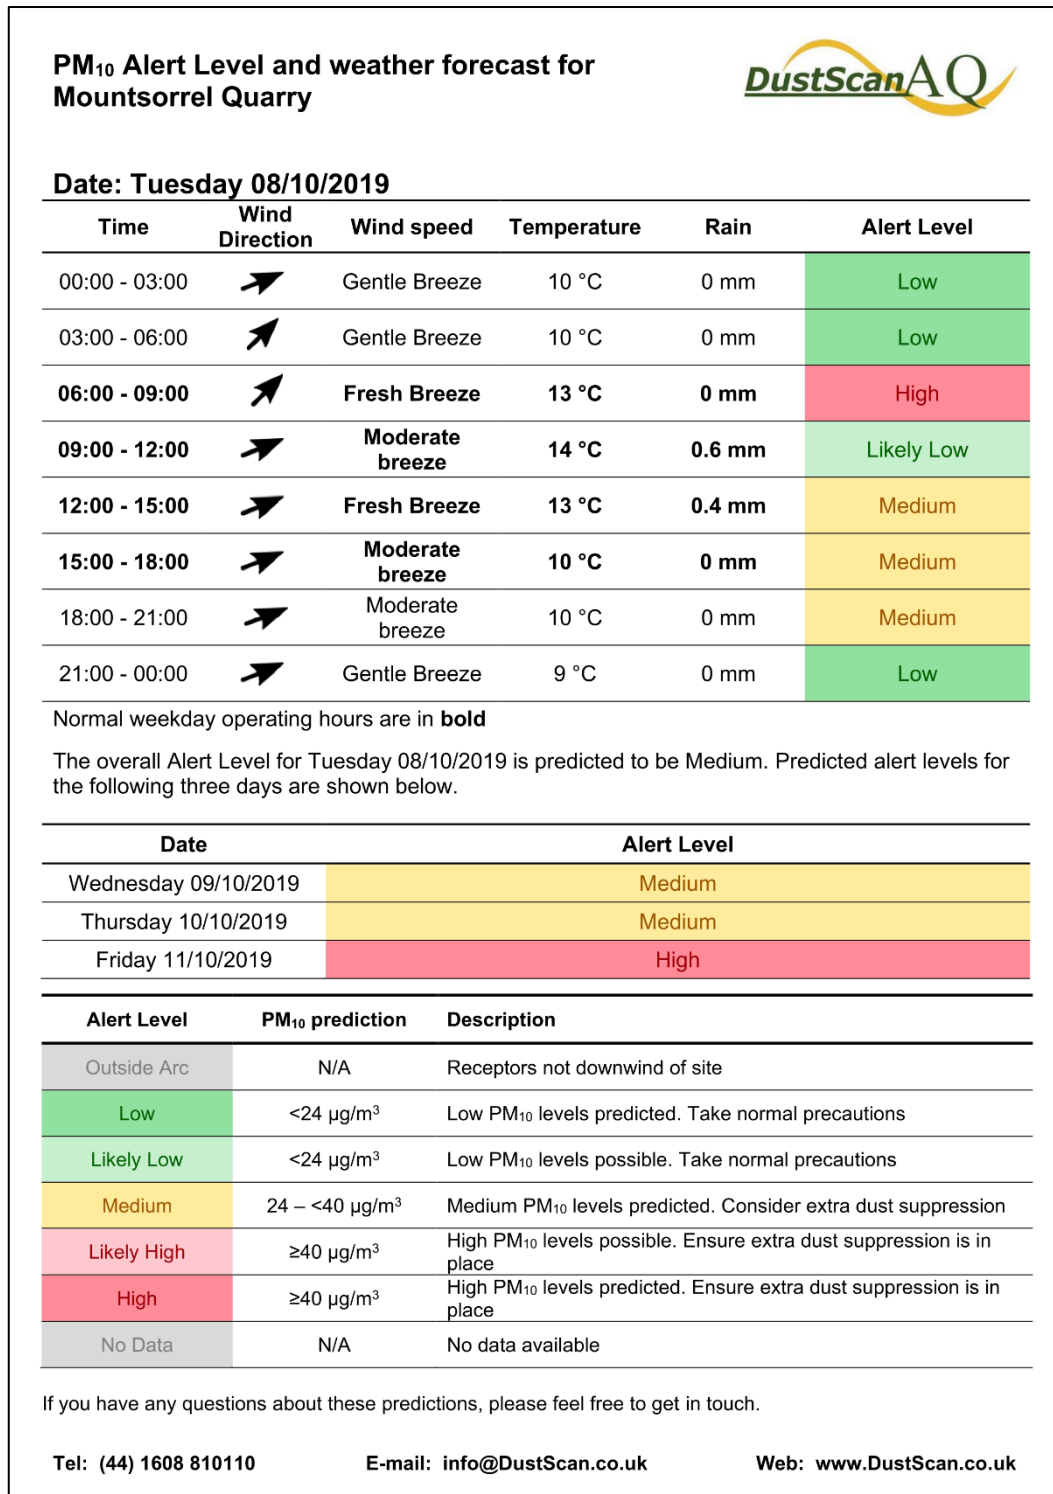 PM₁₀ Alert Level and weather forecast for
Mountsorrel Quarry
DustScanAQ
Date: Tuesday 08/10/2019
Time Wind Direction Wind speed Temperature Rain Alert Level
00:00 - 03:00 Gentle Breeze 10 °C 0 mm Low
03:00 - 06:00 Gentle Breeze 10 °C 0 mm Low
06:00 - 09:00 Fresh Breeze 13 °C 0 mm High
09:00 - 12:00 Moderate breeze 14 °C 0.6 mm Likely Low
12:00 - 15:00 Fresh Breeze 13 °C 0.4 mm Medium
15:00 - 18:00 Moderate breeze 10 °C 0 mm Medium
18:00 - 21:00 Moderate breeze 10 °C 0 mm Medium
21:00 - 00:00 Gentle Breeze 9 °C 0 mm Low
Normal weekday operating hours are in bold
The overall Alert Level for Tuesday 08/10/2019 is predicted to be Medium. Predicted alert levels for
the following three days are shown below.
Date Alert Level
Wednesday 09/10/2019 Medium
Thursday 10/10/2019 Medium
Friday 11/10/2019 High
Alert Level PM₁₀ prediction Description
Outside Arc N/A Receptors not downwind of site
Low <24 µg/m³ Low PM₁₀ levels predicted. Take normal precautions
Likely Low <24 µg/m³ Low PM₁₀ levels possible. Take normal precautions
Medium 24 – <40 µg/m³ Medium PM₁₀ levels predicted. Consider extra dust suppression
Likely High ≥40 µg/m³ High PM₁₀ levels possible. Ensure extra dust suppression is in
place
High ≥40 µg/m³ High PM₁₀ levels predicted. Ensure extra dust suppression is in
place
No Data N/A No data available
If you have any questions about these predictions, please feel free to get in touch.
Tel: (44) 1608 810110 E-mail: info@DustScan.co.uk Web: www.DustScan.co.uk